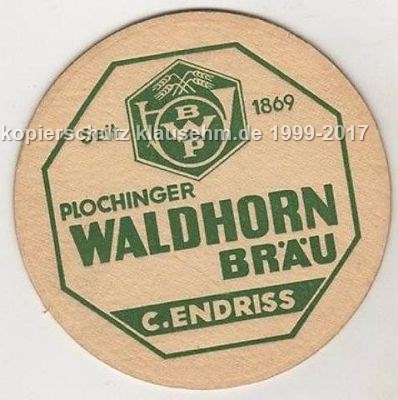 B
W
P
Seit 1869
kopierschutz klausehm.de 1999-2017
PLOCHINGER
WALDHORN
BRÄU
C.ENDRISS